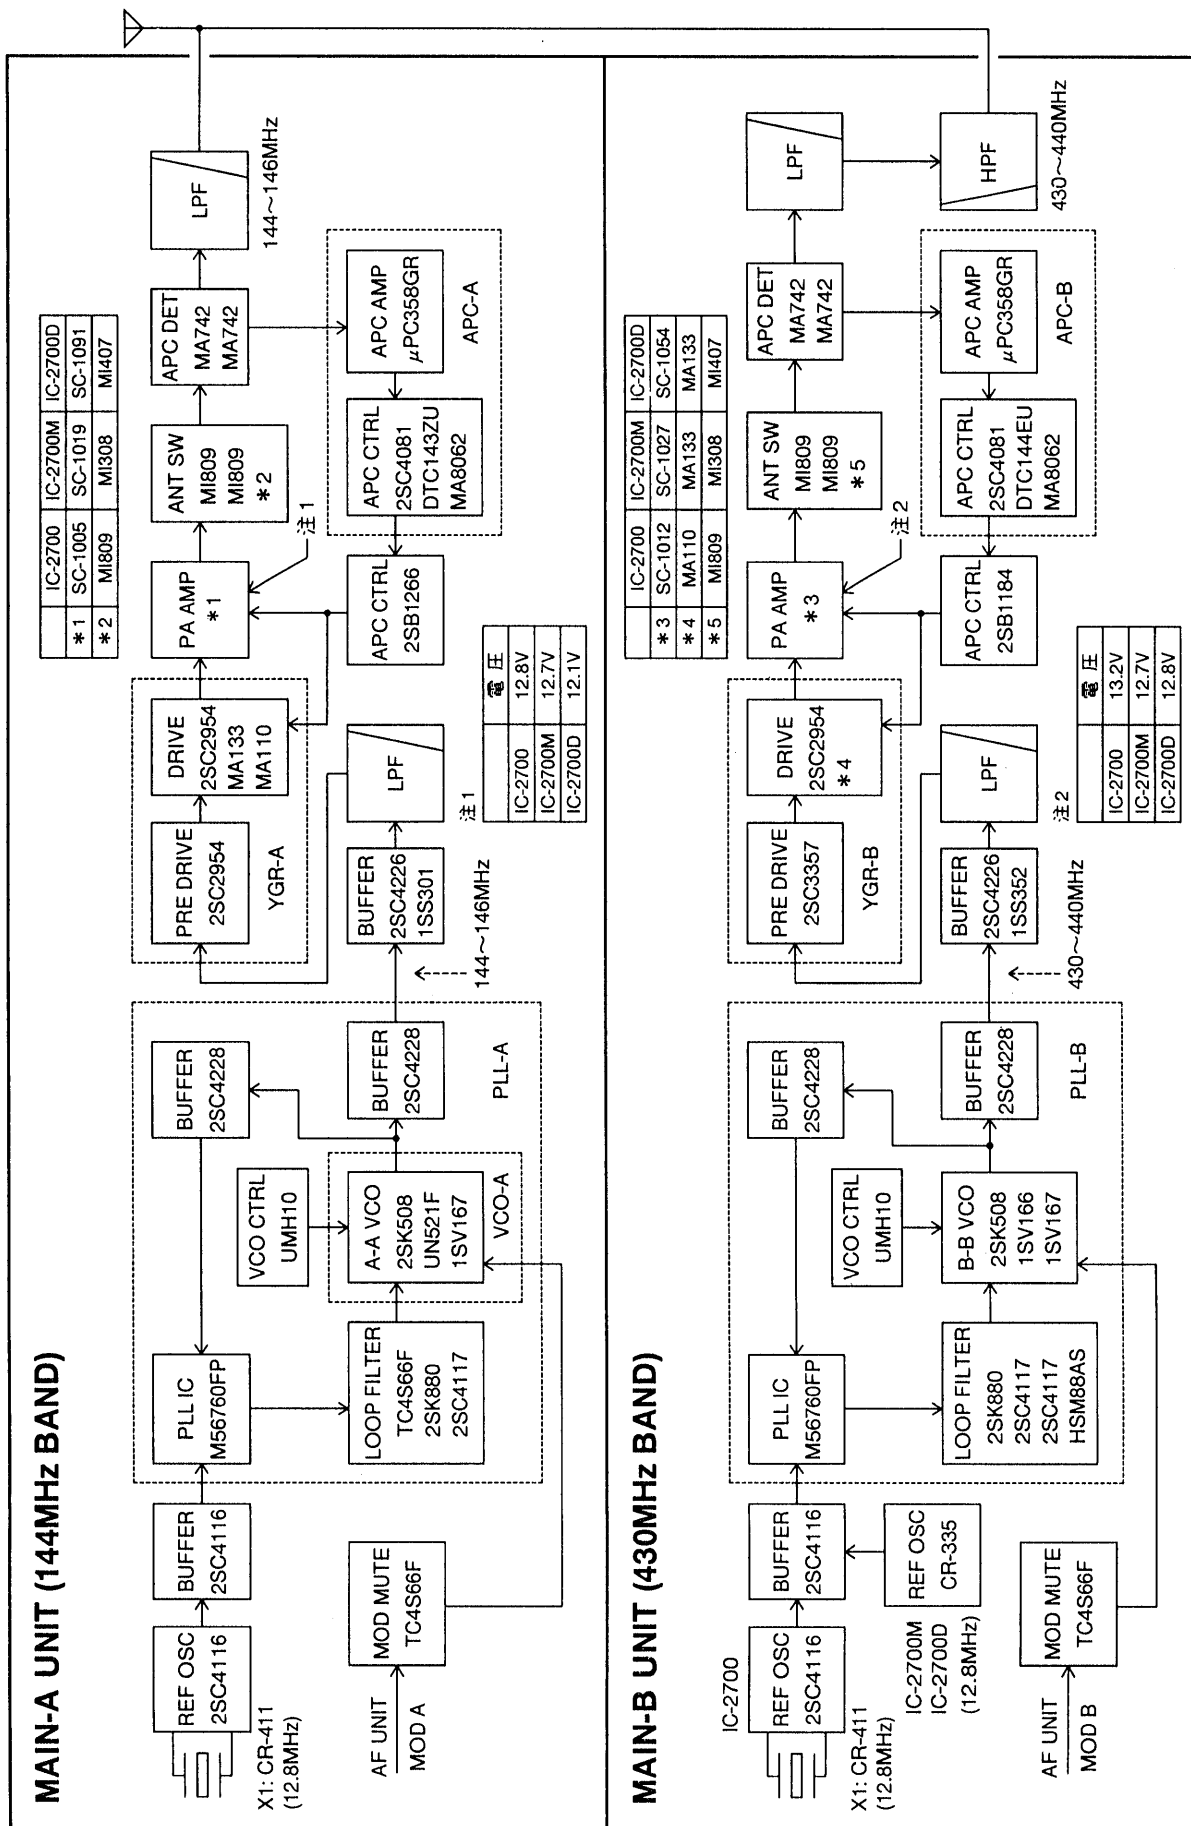 MAIN-A UNIT (144MHz BAND)
REF OSC
2SC4116
X1: CR-411
(12.8MHz)
BUFFER
2SC4116
PLL IC
M56760FP
BUFFER
2SC4228
VCO CTRL
UMH10
LOOP FILTER
TC4S66F
2SK880
2SC4117
A-A VCO
2SK508
UN521F
1SV167
VCO-A
BUFFER
2SC4228
PLL-A
AF UNIT
MOD A
MOD MUTE
TC4S66F
144～146MHz
BUFFER
2SC4226
1SS301
LPF
PRE DRIVE
2SC2954
DRIVE
2SC2954
MA133
MA110
YGR-A
PA AMP
*1
注1
ANT SW
MI809
MI809
*2
APC DET
MA742
MA742
LPF
144～146MHz
APC CTRL
2SB1266
APC CTRL
2SC4081
DTC143ZU
MA8062
APC AMP
μPC358GR
APC-A
IC-2700 IC-2700M IC-2700D
*1 SC-1005 SC-1019 SC-1091
*2 MI809 MI308 MI407
注1
電圧
IC-2700 12.8V
IC-2700M 12.7V
IC-2700D 12.1V
MAIN-B UNIT (430MHz BAND)
IC-2700
REF OSC
2SC4116
X1: CR-411
(12.8MHz)
BUFFER
2SC4116
REF OSC
CR-335
IC-2700M
IC-2700D
(12.8MHz)
PLL IC
M56760FP
BUFFER
2SC4228
VCO CTRL
UMH10
LOOP FILTER
2SK880
2SC4117
2SC4117
HSM88AS
B-B VCO
2SK508
1SV166
1SV167
BUFFER
2SC4228
PLL-B
AF UNIT
MOD B
MOD MUTE
TC4S66F
430～440MHz
BUFFER
2SC4226
1SS352
LPF
PRE DRIVE
2SC3357
DRIVE
2SC2954
*4
YGR-B
PA AMP
*3
注2
ANT SW
MI809
MI809
*5
APC DET
MA742
MA742
LPF
HPF
430～440MHz
APC CTRL
2SB1184
APC CTRL
2SC4081
DTC144EU
MA8062
APC AMP
μPC358GR
APC-B
IC-2700 IC-2700M IC-2700D
*3 SC-1012 SC-1027 SC-1054
*4 MA110 MA133 MA133
*5 MI809 MI308 MI407
注2
電圧
IC-2700 13.2V
IC-2700M 12.7V
IC-2700D 12.8V